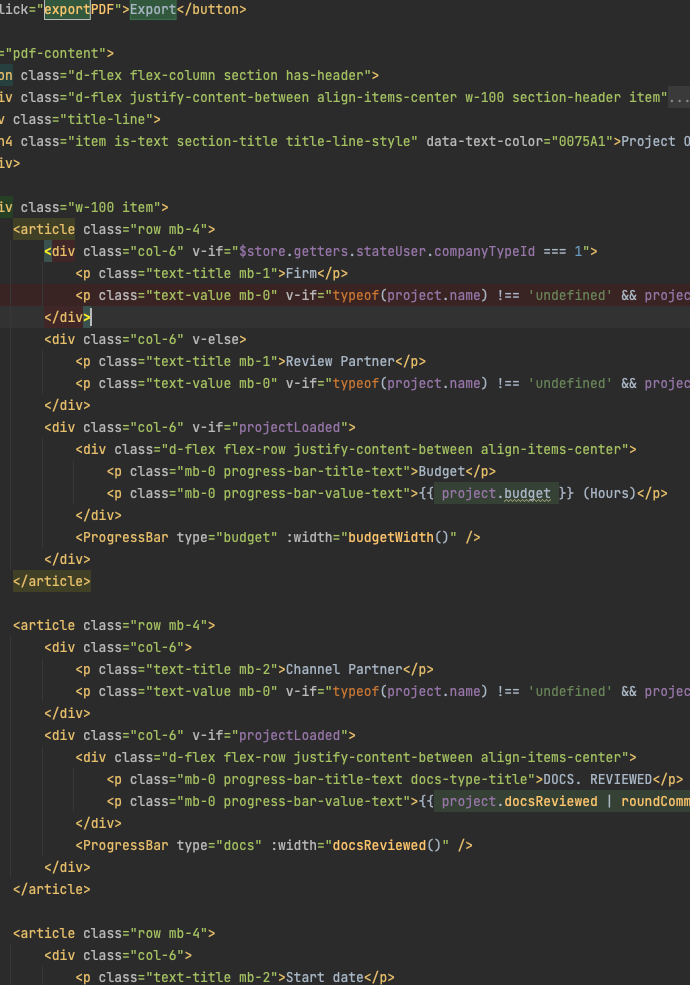 lick="exportPDF">Export</button>
="pdf-content">
on class="d-flex flex-column section has-header">
iv class="d-flex justify-content-between align-items-center w-100 section-header item"...
v class="title-line">
h4 class="item is-text section-title title-line-style" data-text-color="0075A1">Project O
iv>
iv class="w-100 item">
<article class="row mb-4">
<div class="col-6" v-if="$store.getters.stateUser.companyTypeId === 1">
<p class="text-title mb-1">Firm</p>
<p class="text-value mb-0" v-if="typeof(project.name) !== 'undefined' && projec
</div>
<div class="col-6" v-else>
<p class="text-title mb-1">Review Partner</p>
<p class="text-value mb-0" v-if="typeof(project.name) !== 'undefined' && projec
</div>
<div class="col-6" v-if="projectLoaded">
<div class="d-flex flex-row justify-content-between align-items-center">
<p class="mb-0 progress-bar-title-text">Budget</p>
<p class="mb-0 progress-bar-value-text">{{ project.budget }} (Hours)</p>
</div>
<ProgressBar type="budget" :width="budgetWidth()" />
</div>
</article>
<article class="row mb-4">
<div class="col-6">
<p class="text-title mb-2">Channel Partner</p>
<p class="text-value mb-0" v-if="typeof(project.name) !== 'undefined' && projec
</div>
<div class="col-6" v-if="projectLoaded">
<div class="d-flex flex-row justify-content-between align-items-center">
<p class="mb-0 progress-bar-title-text docs-type-title">DOCS. REVIEWED</p>
<p class="mb-0 progress-bar-value-text">{{ project.docsReviewed | roundComm
</div>
<ProgressBar type="docs" :width="docsReviewed()" />
</div>
</article>
<article class="row mb-4">
<div class="col-6">
<p class="text-title mb-2">Start date</p>